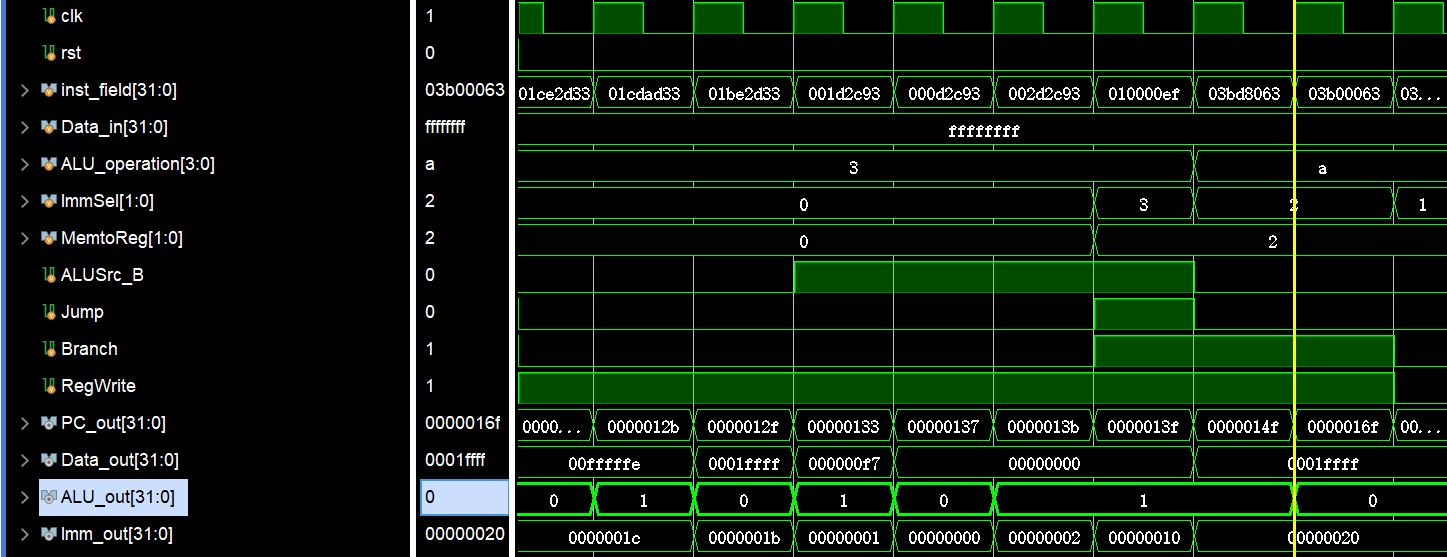 clk 1
rst 0
inst_field[31:0] 03b00063 01ce2d33 01cdad33 01be2d33 001d2c93 000d2c93 002d2c93 010000ef 03bd8063 03b00063 03...
Data_in[31:0] ffffffff ffffffff
ALU_operation[3:0] a 3 a
ImmSel[1:0] 2 0 3 2 1
MemtoReg[1:0] 2 0 2
ALUSrc_B 0
Jump 0
Branch 1
RegWrite 1
PC_out[31:0] 0000016f 0000... 0000012b 0000012f 00000133 00000137 0000013b 0000013f 0000014f 0000016f 00...
Data_out[31:0] 0001ffff 00fffffe 0001ffff 000000f7 00000000 0001ffff
ALU_out[31:0] 0 0 1 0 1 0 1 0
Imm_out[31:0] 00000020 0000001c 0000001b 00000001 00000000 00000002 00000010 00000020